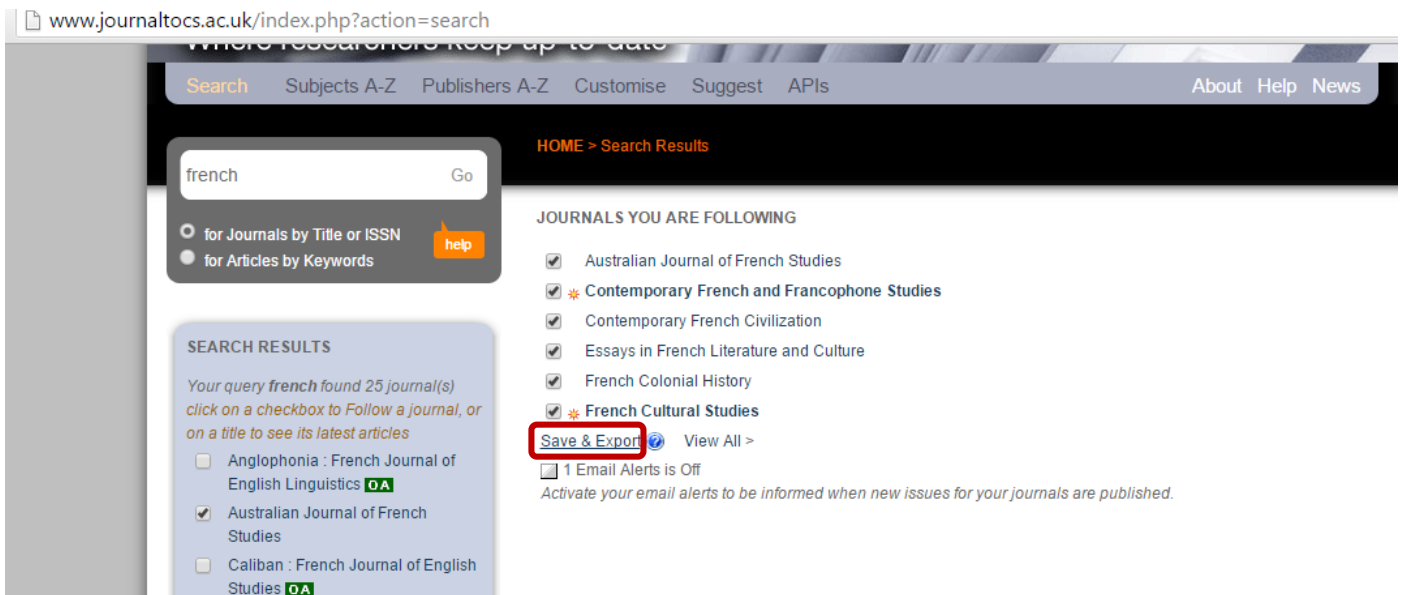 www.journaltocs.ac.uk/index.php?action=search
Where researchers keep up-to-date
Search Subjects A-Z Publishers A-Z Customise Suggest APIs About Help News
HOME > Search Results
french Go
for Journals by Title or ISSN
for Articles by Keywords
help
JOURNALS YOU ARE FOLLOWING
Australian Journal of French Studies
Contemporary French and Francophone Studies
Contemporary French Civilization
Essays in French Literature and Culture
French Colonial History
French Cultural Studies
Save & Export ? View All >
1 Email Alerts is Off
Activate your email alerts to be informed when new issues for your journals are published.
SEARCH RESULTS
Your query french found 25 journal(s)
click on a checkbox to Follow a journal, or
on a title to see its latest articles
Anglophonia : French Journal of
English Linguistics OA
Australian Journal of French
Studies
Caliban : French Journal of English
Studies OA